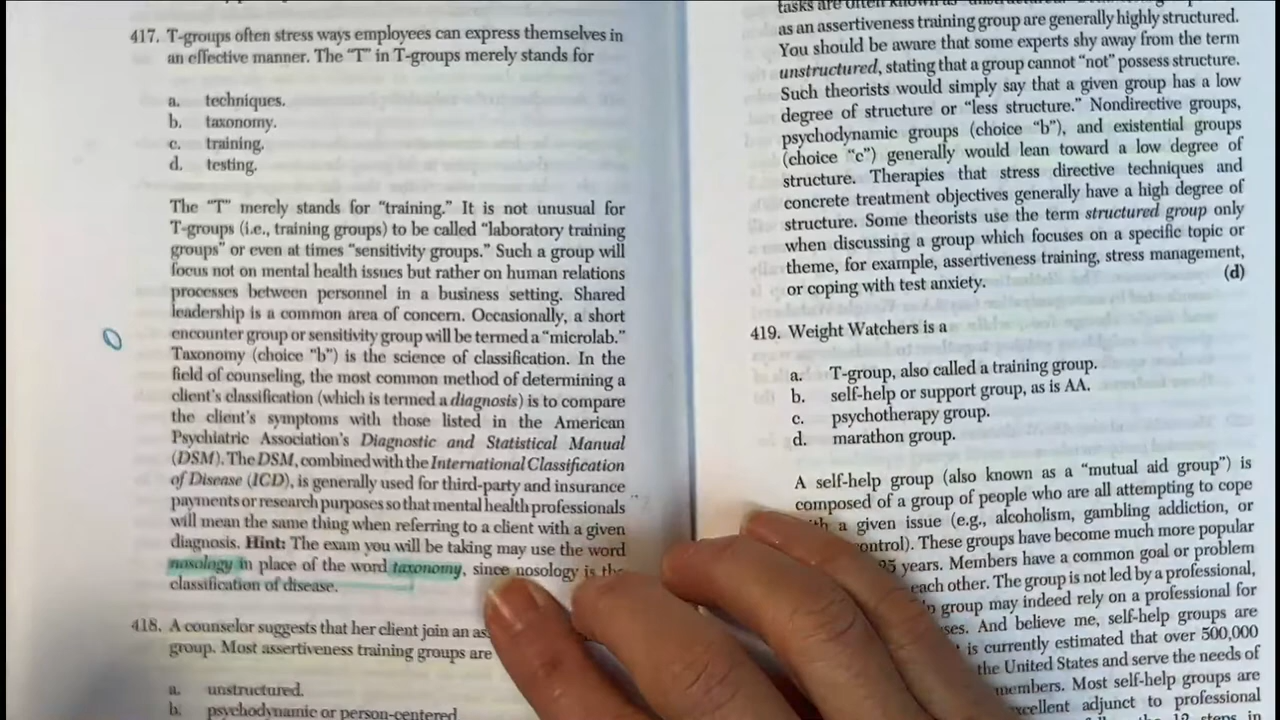 417. T-groups often stress ways employees can express themselves in
an effective manner. The "T" in T-groups merely stands for
a. techniques.
b. taxonomy.
c. training.
d. testing.
The "T" merely stands for "training." It is not unusual for
T-groups (i.e., training groups) to be called "laboratory training
groups" or even at times "sensitivity groups." Such a group will
focus not on mental health issues but rather on human relations
processes between personnel in a business setting. Shared
leadership is a common area of concern. Occasionally, a short
encounter group or sensitivity group will be termed a "microlab."
Taxonomy (choice "b") is the science of classification. In the
field of counseling, the most common method of determining a
client's classification (which is termed a diagnosis) is to compare
the client's symptoms with those listed in the American
Psychiatric Association's Diagnostic and Statistical Manual
(DSM). The DSM, combined with the International Classification
of Disease (ICD), is generally used for third-party and insurance
payments or research purposes so that mental health professionals
will mean the same thing when referring to a client with a given
diagnosis. Hint: The exam you will be taking may use the word
nosology in place of the word taxonomy, since nosology is the
classification of disease.
418. A counselor suggests that her client join an
group. Most assertiveness training groups are
a. unstructured.
b. psychodynamic or person-centered
tasks are often known as
as an assertiveness training group are generally highly structured.
You should be aware that some experts shy away from the term
unstructured, stating that a group cannot "not" possess structure.
Such theorists would simply say that a given group has a low
degree of structure or "less structure." Nondirective groups,
psychodynamic groups (choice "b"), and existential groups
(choice "c") generally would lean toward a low degree of
structure. Therapies that stress directive techniques and
concrete treatment objectives generally have a high degree of
structure. Some theorists use the term structured group only
when discussing a group which focuses on a specific topic or
theme, for example, assertiveness training, stress management,
or coping with test anxiety. (d)
419. Weight Watchers is a
a. T-group, also called a training group.
b. self-help or support group, as is AA.
c. psychotherapy group.
d. marathon group.
A self-help group (also known as a "mutual aid group") is
composed of a group of people who are all attempting to cope
a given issue (e.g., alcoholism, gambling addiction, or
These groups have become much more popular
years. Members have a common goal or problem
each other. The group is not led by a professional,
group may indeed rely on a professional for
And believe me, self-help groups are
is currently estimated that over 500,000
the United States and serve the needs of
members. Most self-help groups are
adjunct to professional
the 12 steps in